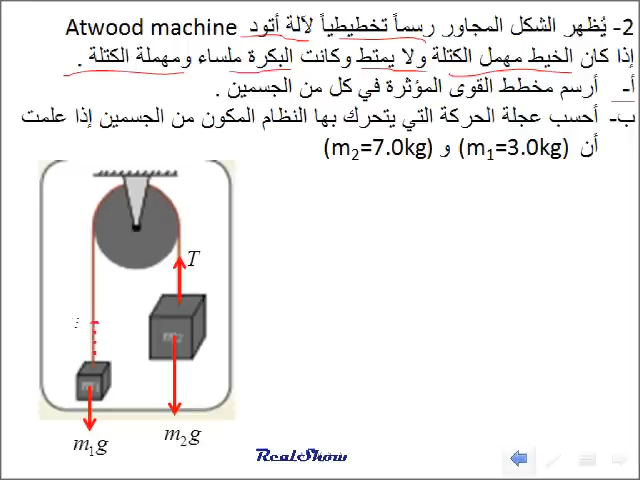 2- يُظهر الشكل المجاور رسماً تخطيطياً لآلة أتود Atwood machine
إذا كان الخيط مهمل الكتلة ولا يمتط وكانت البكرة ملساء ومهملة الكتلة .
أ- أرسم مخطط القوى المؤثرة في كل من الجسمين .
ب- أحسب عجلة الحركة التي يتحرك بها النظام المكون من الجسمين إذا علمت
أن (m₁=3.0kg) و (m₂=7.0kg)
T
m₁g
m₂g
RealShow